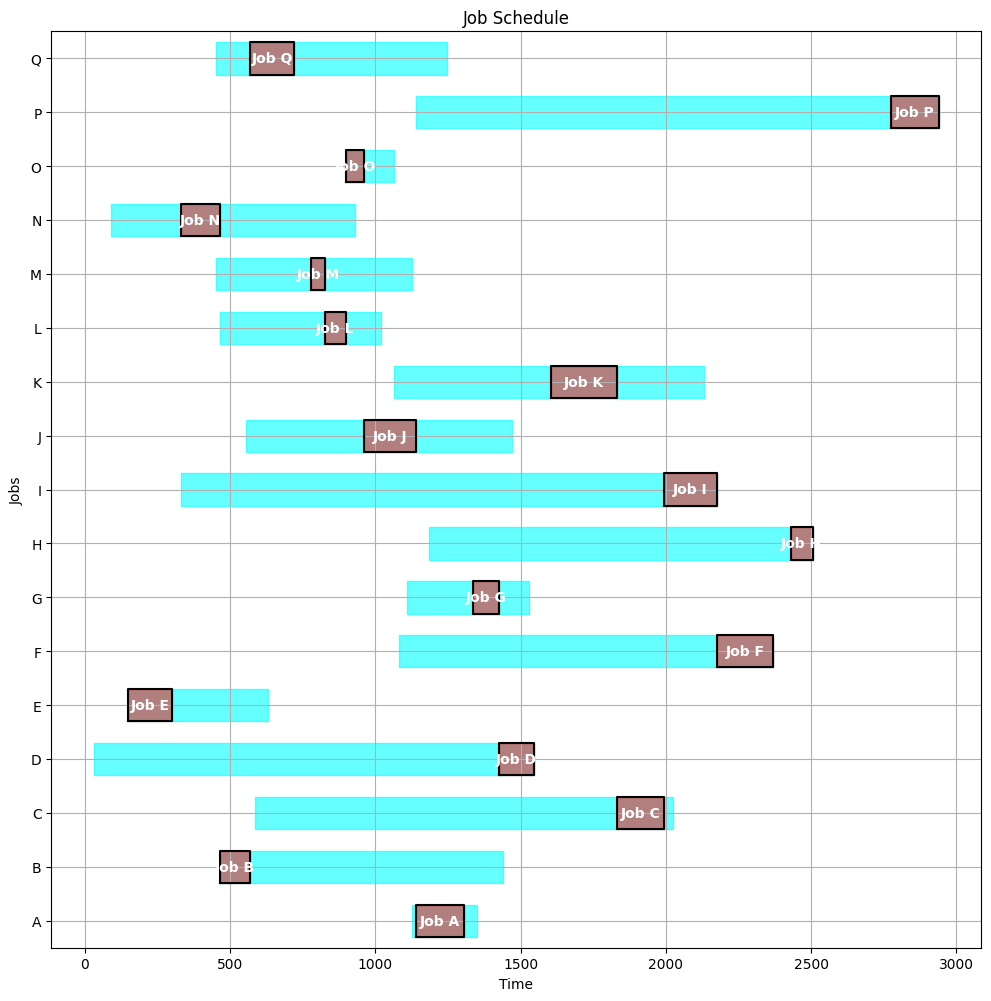 Job Schedule
Q
Job Q
P
Job P
O
Job O
N
Job N
M
Job M
L
Job L
K
Job K
J
Job J
I
Job I
Jobs
H
Job H
G
Job G
F
Job F
E
Job E
D
Job D
C
Job C
B
Job B
A
Job A
0 500 1000 1500 2000 2500 3000
Time